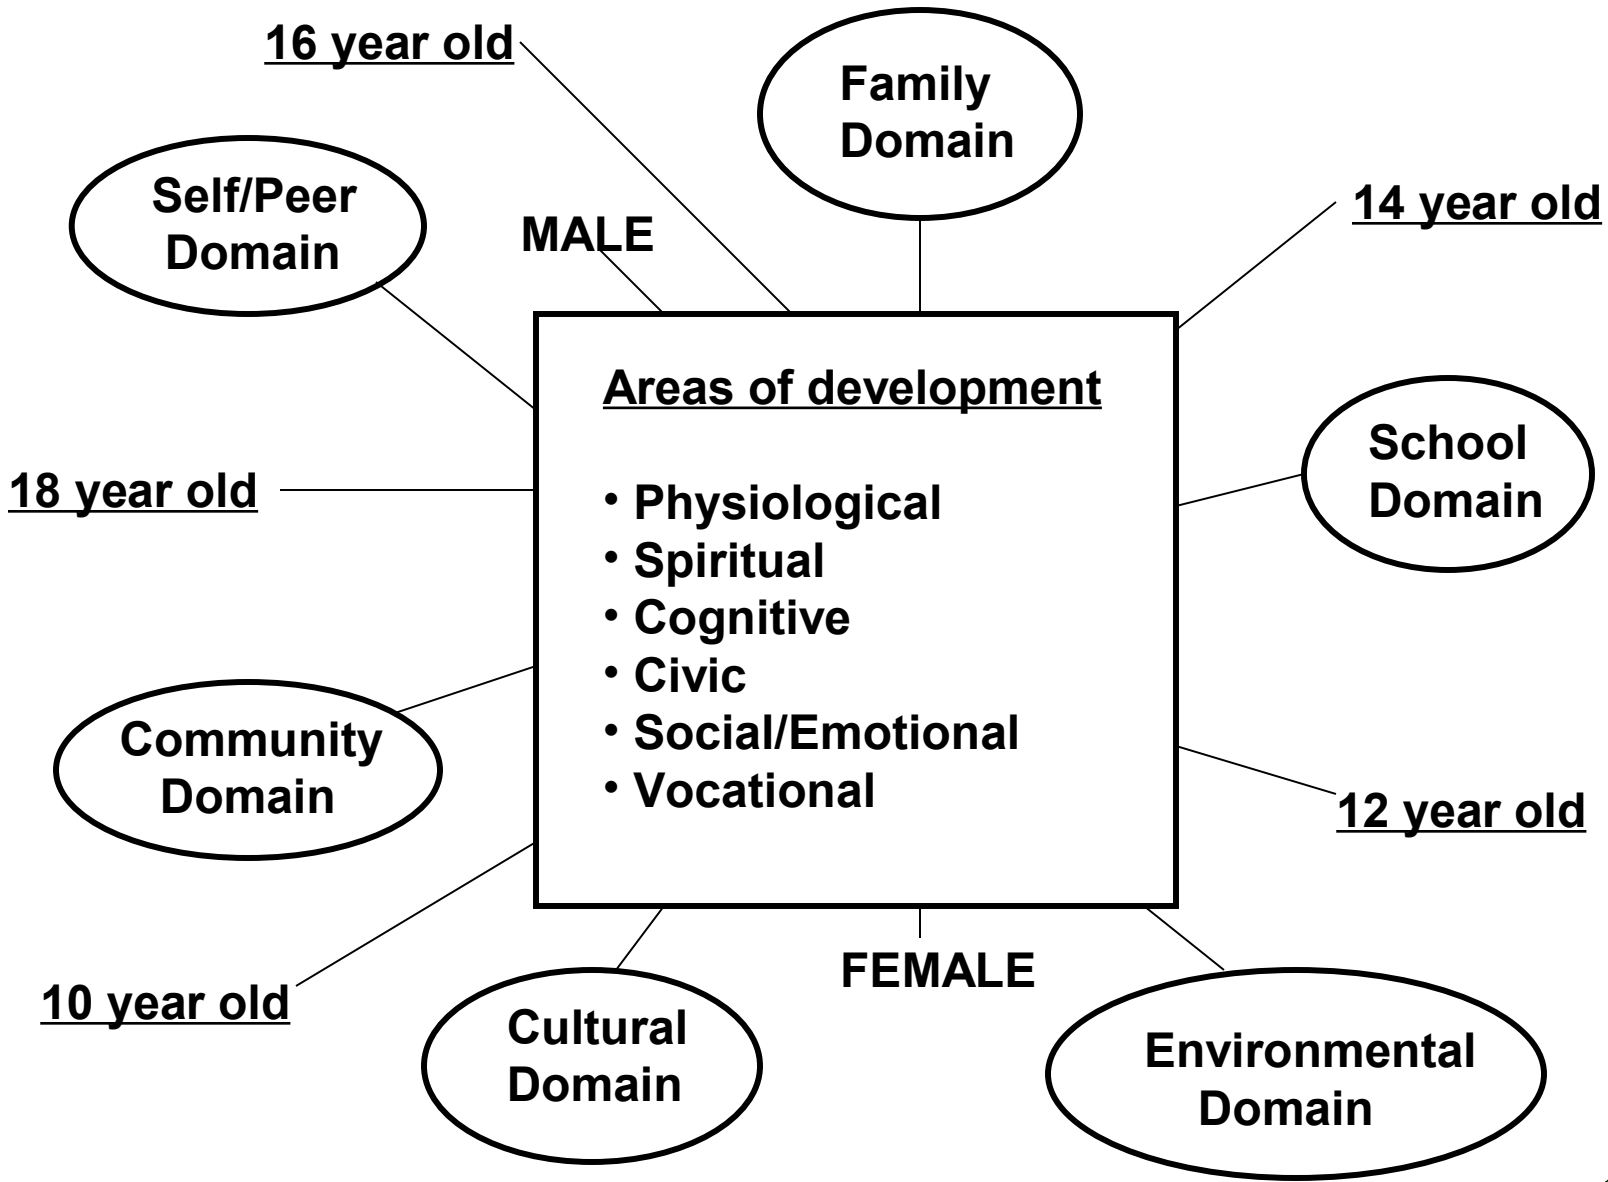 16 year old
Family
Domain
Self/Peer
Domain
MALE
14 year old
Areas of development
• Physiological
• Spiritual
• Cognitive
• Civic
• Social/Emotional
• Vocational
School
Domain
18 year old
Community
Domain
12 year old
10 year old
FEMALE
Cultural
Domain
Environmental
Domain